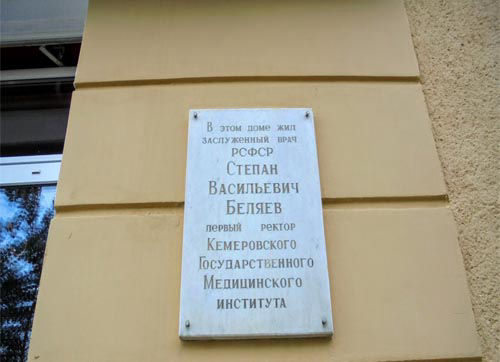 В этом доме жил
заслуженный врач
РСФСР
Степан
Васильевич
Беляев
первый ректор
Кемеровского
Государственного
Медицинского
института